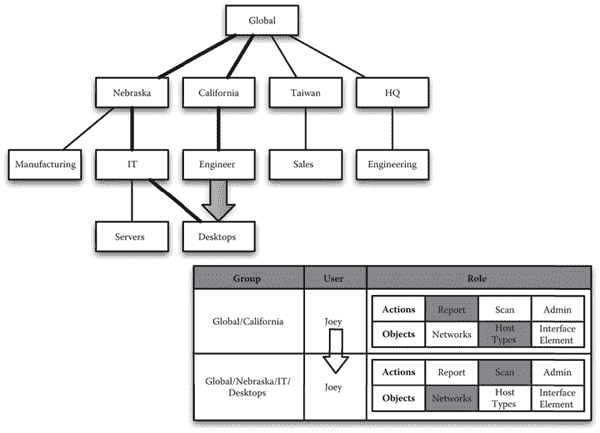 Global
Nebraska California Taiwan HQ
Manufacturing IT Engineer Sales Engineering
Servers Desktops
Group User Role
Global/California Joey
Actions Report Scan Admin
Objects Networks Host Types Interface Element
Global/Nebraska/IT/
Desktops Joey
Actions Report Scan Admin
Objects Networks Host Types Interface Element